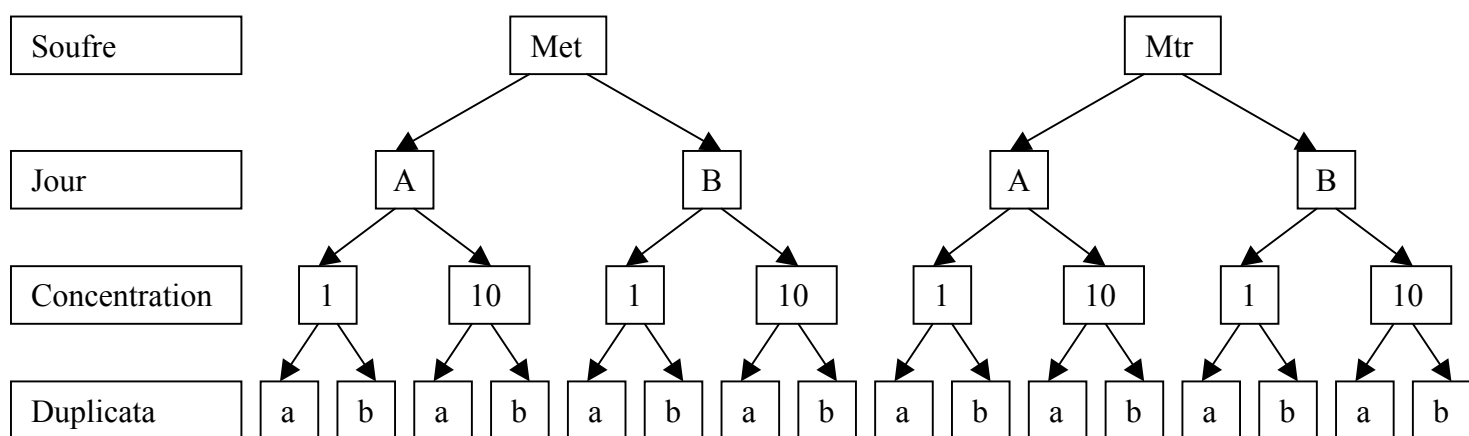 Soufre Met Mtr
Jour A B A B
Concentration 1 10 1 10 1 10 1 10
Duplicata a b a b a b a b a b a b a b a b